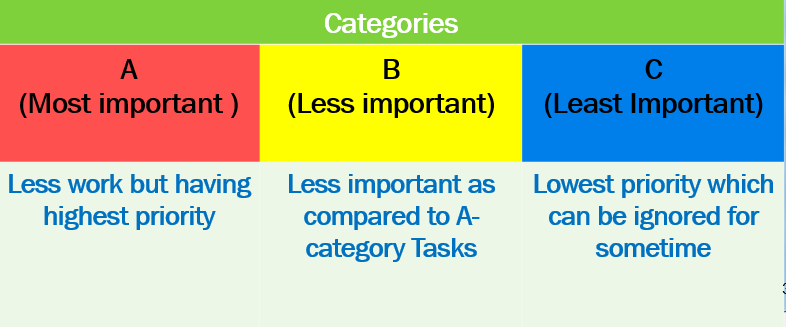 Categories
A
(Most important )
B
(Less important)
C
(Least Important)
Less work but having
highest priority
Less important as
compared to A-
category Tasks
Lowest priority which
can be ignored for
sometime